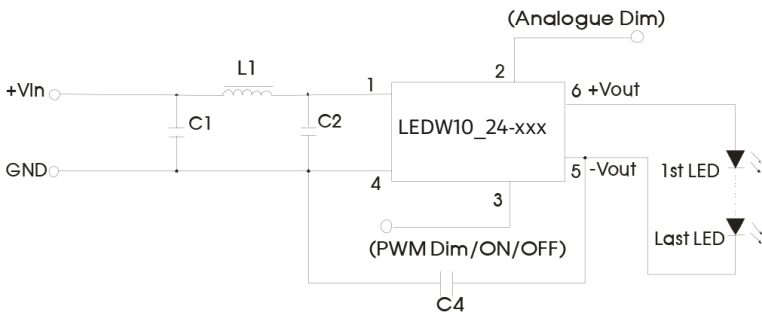 (Analogue Dim)
L1
+VIn
1
2
6 +Vout
C1
C2
LEDW10_24-xxx
GND
4
3
5 -Vout
1st LED
(PWM Dim/ON/OFF)
Last LED
C4